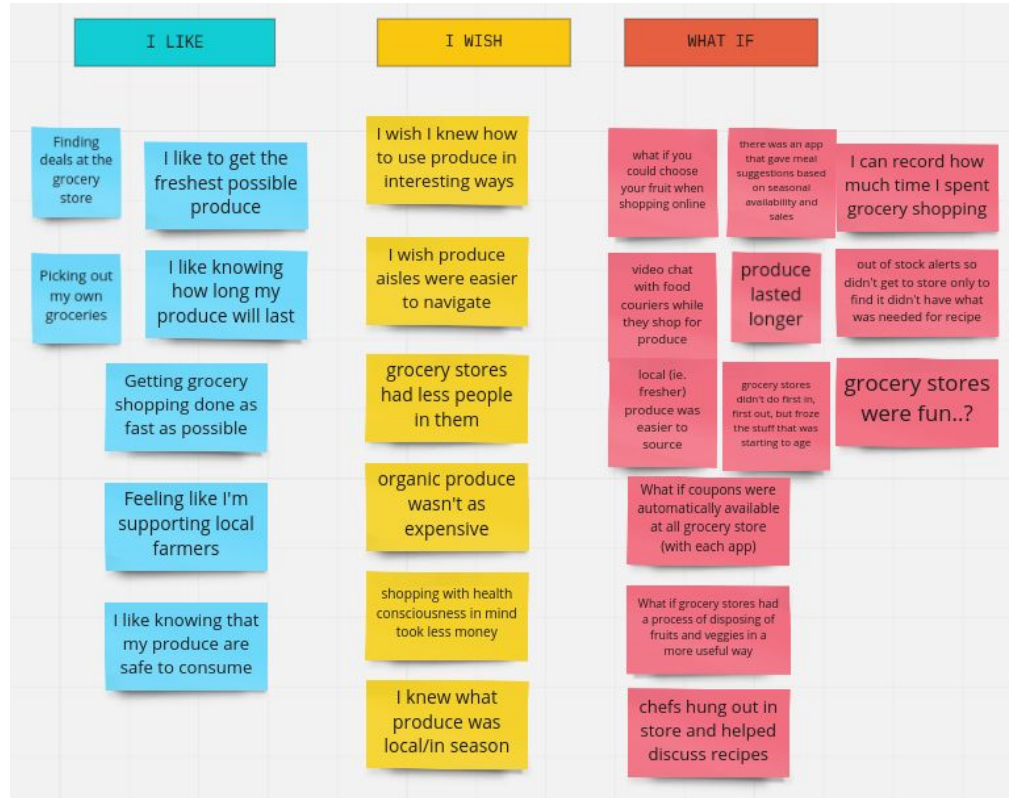 I LIKE
I WISH
WHAT IF
Finding
deals at the
grocery
store
I like to get the
freshest possible
produce
Picking out
my own
groceries
I like knowing
how long my
produce will last
Getting grocery
shopping done as
fast as possible
Feeling like I'm
supporting local
farmers
I like knowing that
my produce are
safe to consume
I wish I knew how
to use produce in
interesting ways
I wish produce
aisles were easier
to navigate
grocery stores
had less people
in them
organic produce
wasn't as
expensive
shopping with health
consciousness in mind
took less money
I knew what
produce was
local/in season
what if you
could choose
your fruit when
shopping online
there was an app
that gave meal
suggestions based
on seasonal
availability and
sales
I can record how
much time I spent
grocery shopping
video chat
with food
couriers while
they shop for
produce
produce
lasted
longer
out of stock alerts so
didn't get to store only to
find it didn't have what
was needed for recipe
local (ie.
fresher)
produce was
easier to
source
grocery stores
didn't do first in,
first out, but froze
the stuff that was
starting to age
grocery stores
were fun..?
What if coupons were
automatically available
at all grocery store
(with each app)
What if grocery stores had
a process of disposing of
fruits and veggies in a
more useful way
chefs hung out in
store and helped
discuss recipes